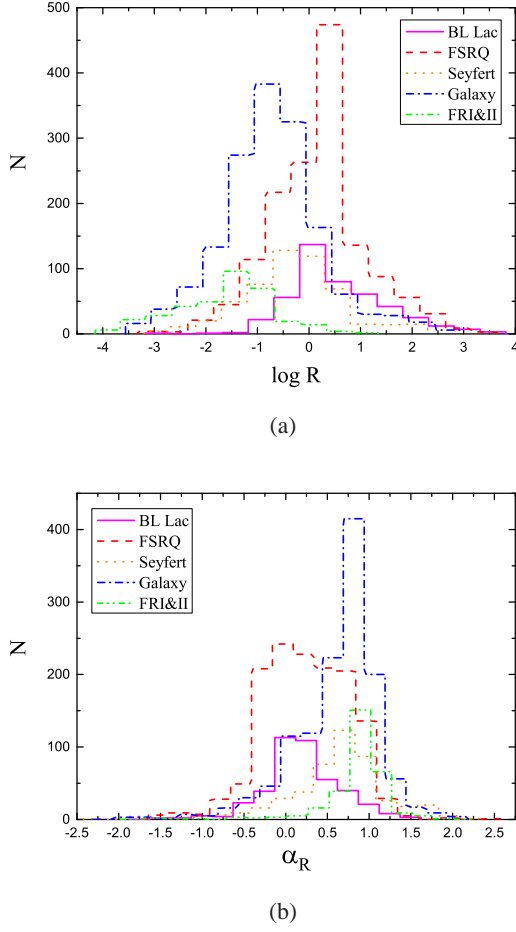 500
400
300
200
100
0
N
BL Lac
FSRQ
Seyfert
Galaxy
FRI&II
-4 -3 -2 -1 0 1 2 3 4
log R
(a)
400
300
200
100
0
N
BL Lac
FSRQ
Seyfert
Galaxy
FRI&II
-2.5 -2.0 -1.5 -1.0 -0.5 0.0 0.5 1.0 1.5 2.0 2.5
α_R
(b)